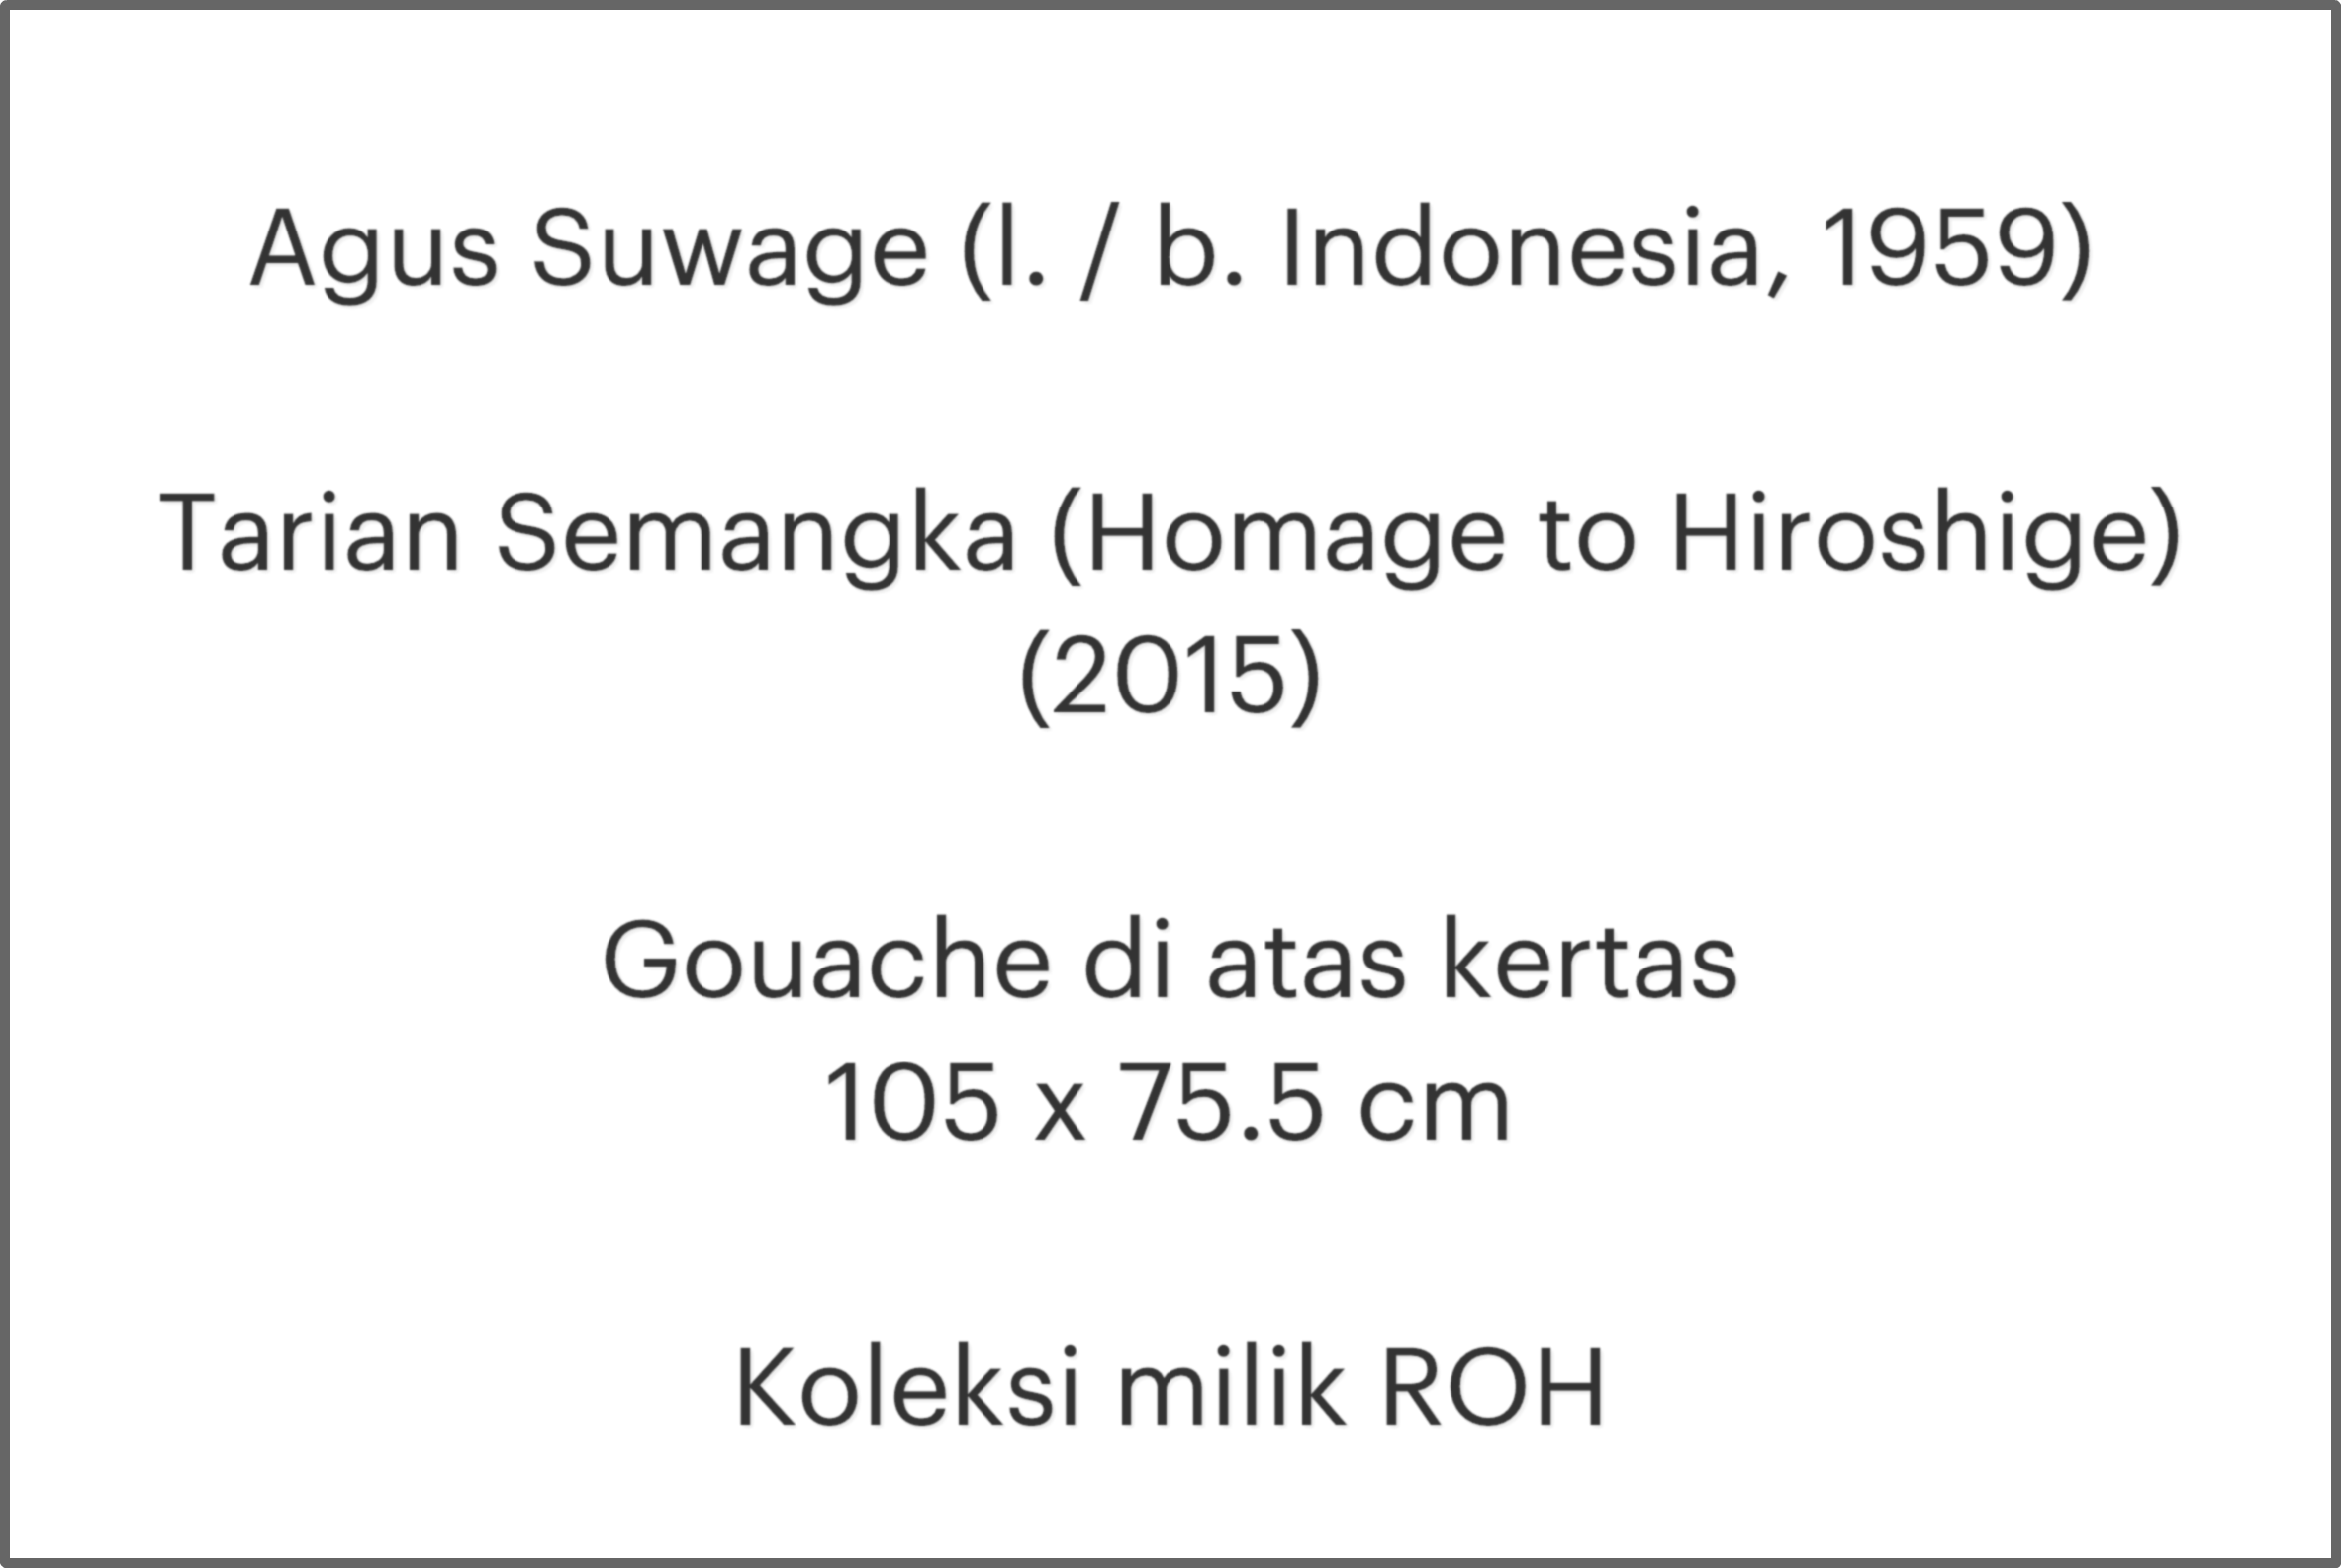 Agus Suwage (l. / b. Indonesia, 1959)
Tarian Semangka (Homage to Hiroshige)
(2015)
Gouache di atas kertas
105 x 75.5 cm
Koleksi milik ROH